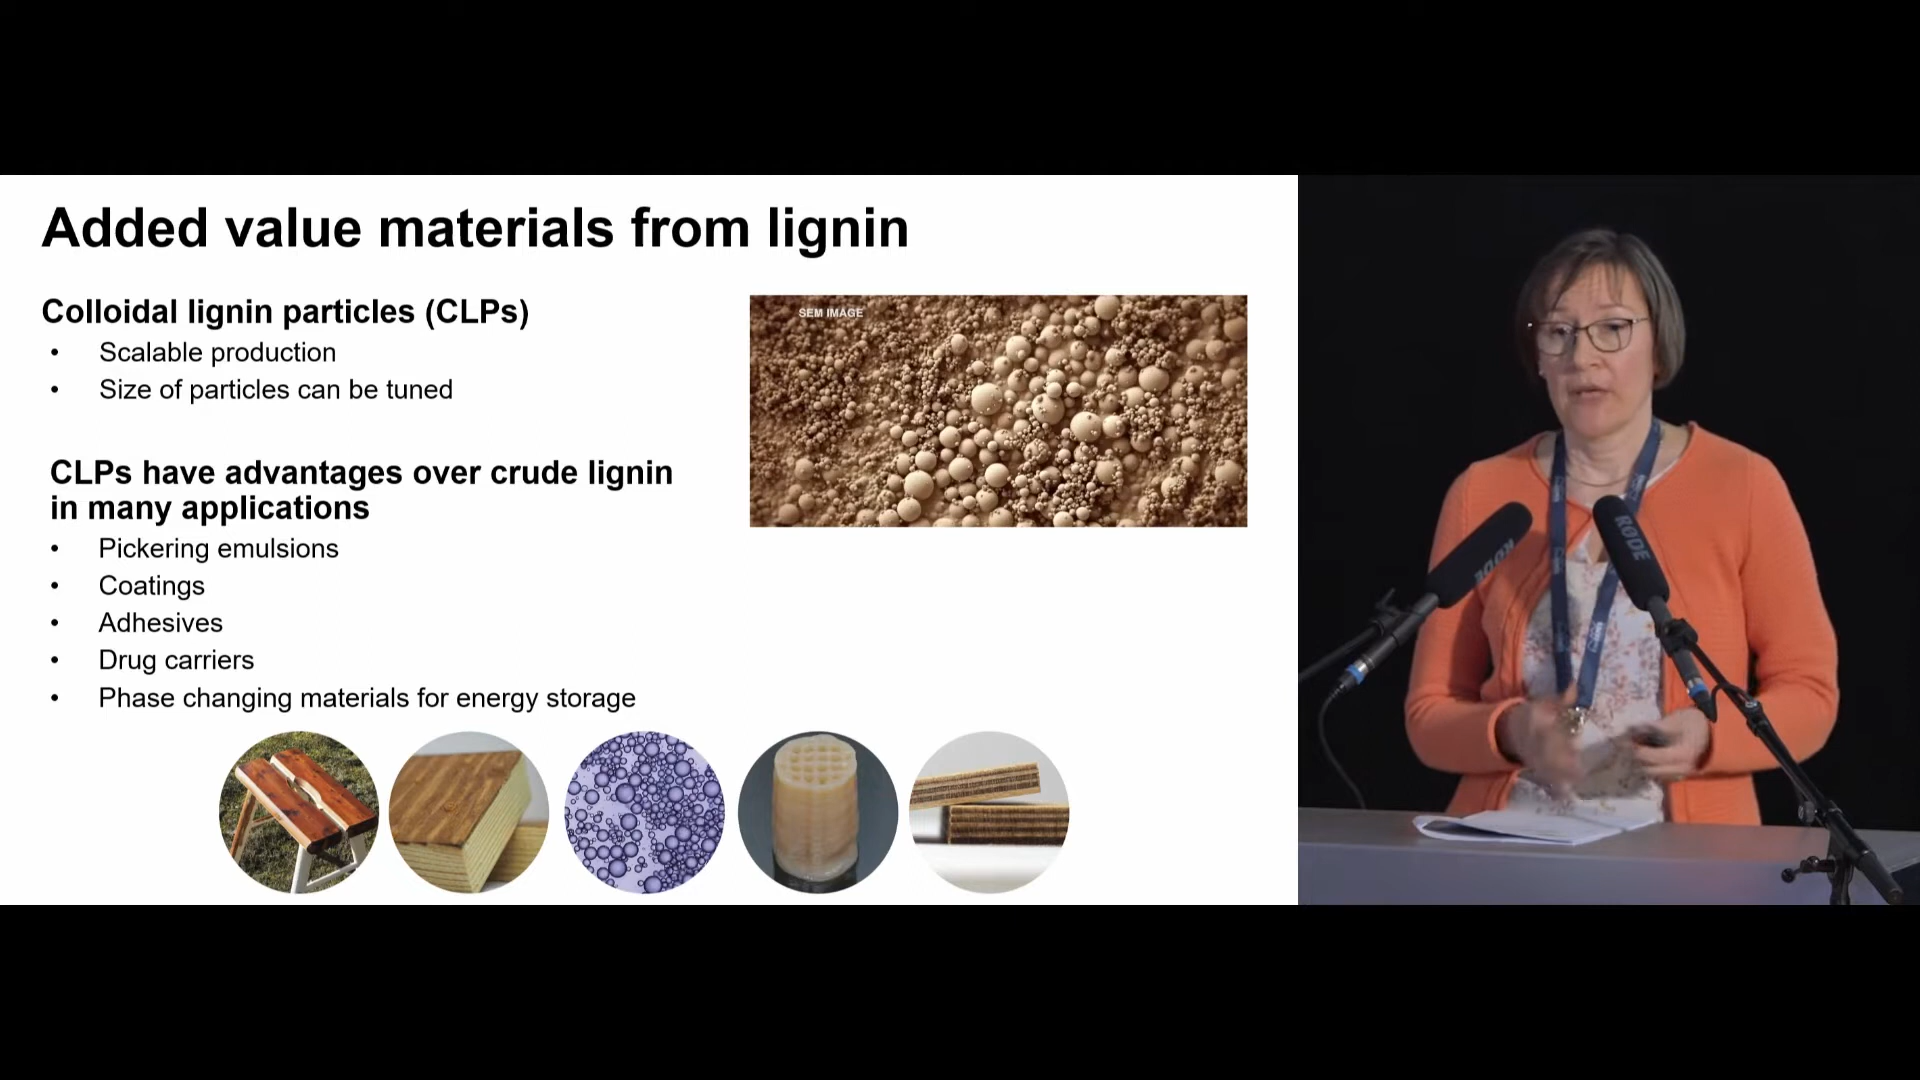 Added value materials from lignin
Colloidal lignin particles (CLPs)
• Scalable production
• Size of particles can be tuned
SEM IMAGE
CLPs have advantages over crude lignin
in many applications
• Pickering emulsions
• Coatings
• Adhesives
• Drug carriers
• Phase changing materials for energy storage
RØDE
RØDE